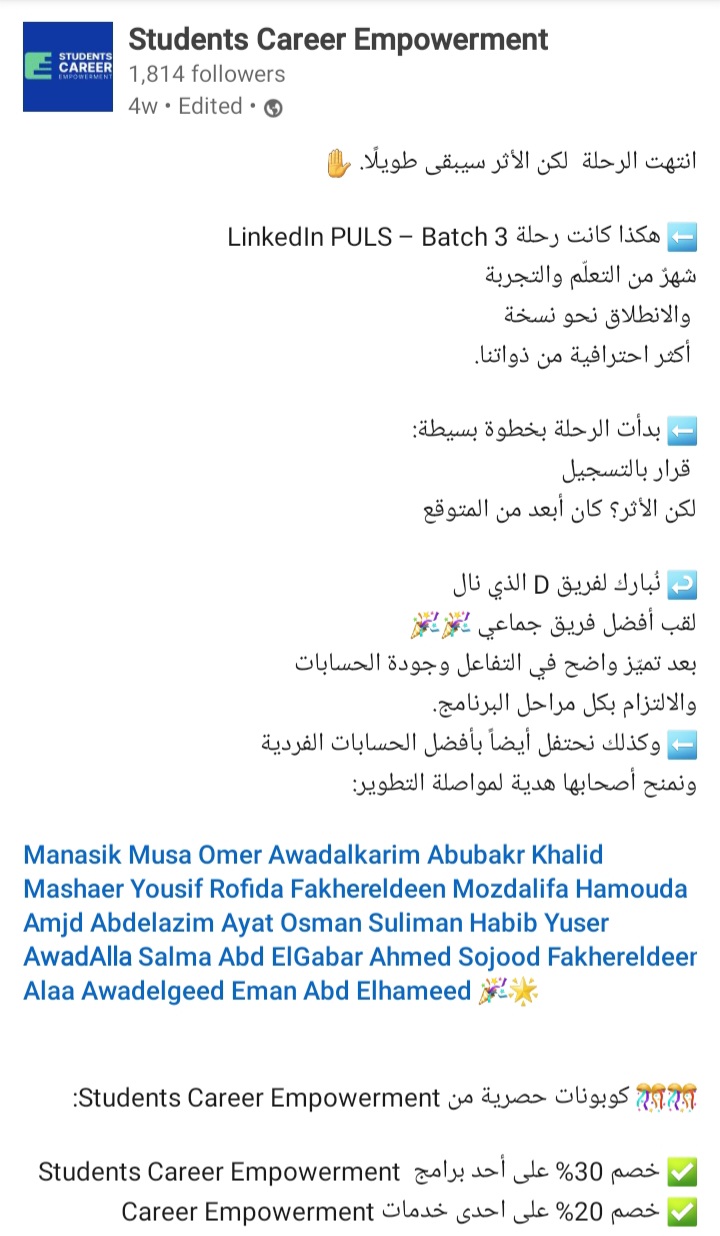 STUDENTS
CAREER
EMPOWERMENT
Students Career Empowerment
1,814 followers
4w • Edited •
انتهت الرحلة لكن الأثر سيبقى طويلًا. ✋
⬅️ هكذا كانت رحلة LinkedIn PULS – Batch 3
شهرٌ من التعلّم والتجربة
والانطلاق نحو نسخة
أكثر احترافية من ذواتنا.
⬅️ بدأت الرحلة بخطوة بسيطة:
قرار بالتسجيل
لكن الأثر؟ كان أبعد من المتوقع
↩️ نُبارك لفريق D الذي نال
لقب أفضل فريق جماعي 🎉🎉
بعد تميّز واضح في التفاعل وجودة الحسابات
والالتزام بكل مراحل البرنامج.
⬅️ وكذلك نحتفل أيضاً بأفضل الحسابات الفردية
ونمنح أصحابها هدية لمواصلة التطوير:
Manasik Musa Omer Awadalkarim Abubakr Khalid
Mashaer Yousif Rofida Fakhereldeen Mozdalifa Hamouda
Amjd Abdelazim Ayat Osman Suliman Habib Yuser
AwadAlla Salma Abd ElGabar Ahmed Sojood Fakhereldeen
Alaa Awadelgeed Eman Abd Elhameed 🎉🌟
🎊🎊 كوبونات حصرية من Students Career Empowerment:
✅ خصم 30% على أحد برامج Students Career Empowerment
✅ خصم 20% على احدى خدمات Career Empowerment